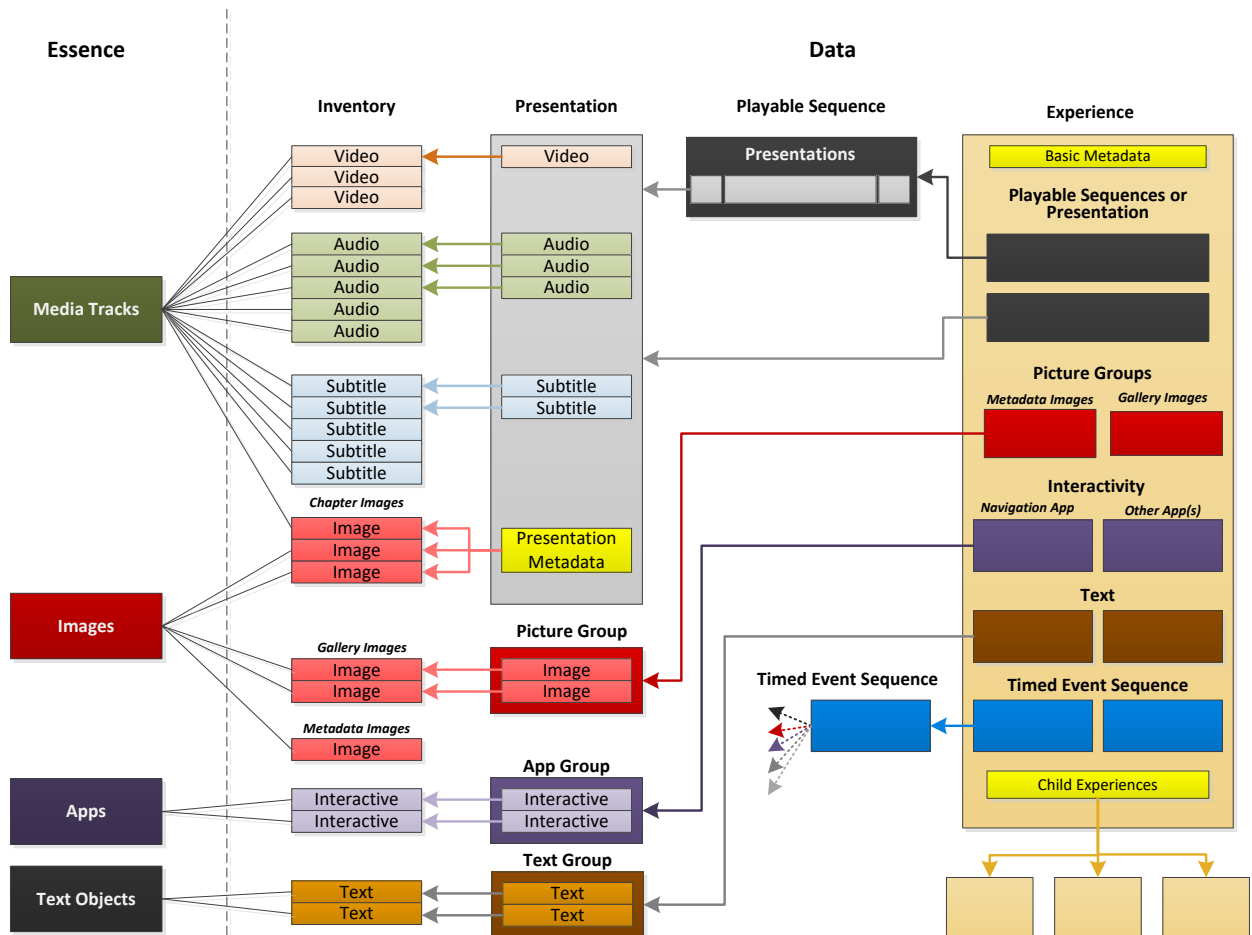 Essence
Data
Inventory
Presentation
Playable Sequence
Experience
Media Tracks
Images
Apps
Text Objects
Video
Video
Video
Audio
Audio
Audio
Audio
Audio
Subtitle
Subtitle
Subtitle
Subtitle
Subtitle
Chapter Images
Image
Image
Image
Gallery Images
Image
Image
Metadata Images
Image
Interactive
Interactive
Text
Text
Video
Audio
Audio
Audio
Subtitle
Subtitle
Presentation
Metadata
Picture Group
Image
Image
App Group
Interactive
Interactive
Text Group
Text
Text
Presentations
Timed Event Sequence
Basic Metadata
Playable Sequences or
Presentation
Picture Groups
Metadata Images
Gallery Images
Interactivity
Navigation App
Other App(s)
Text
Timed Event Sequence
Child Experiences